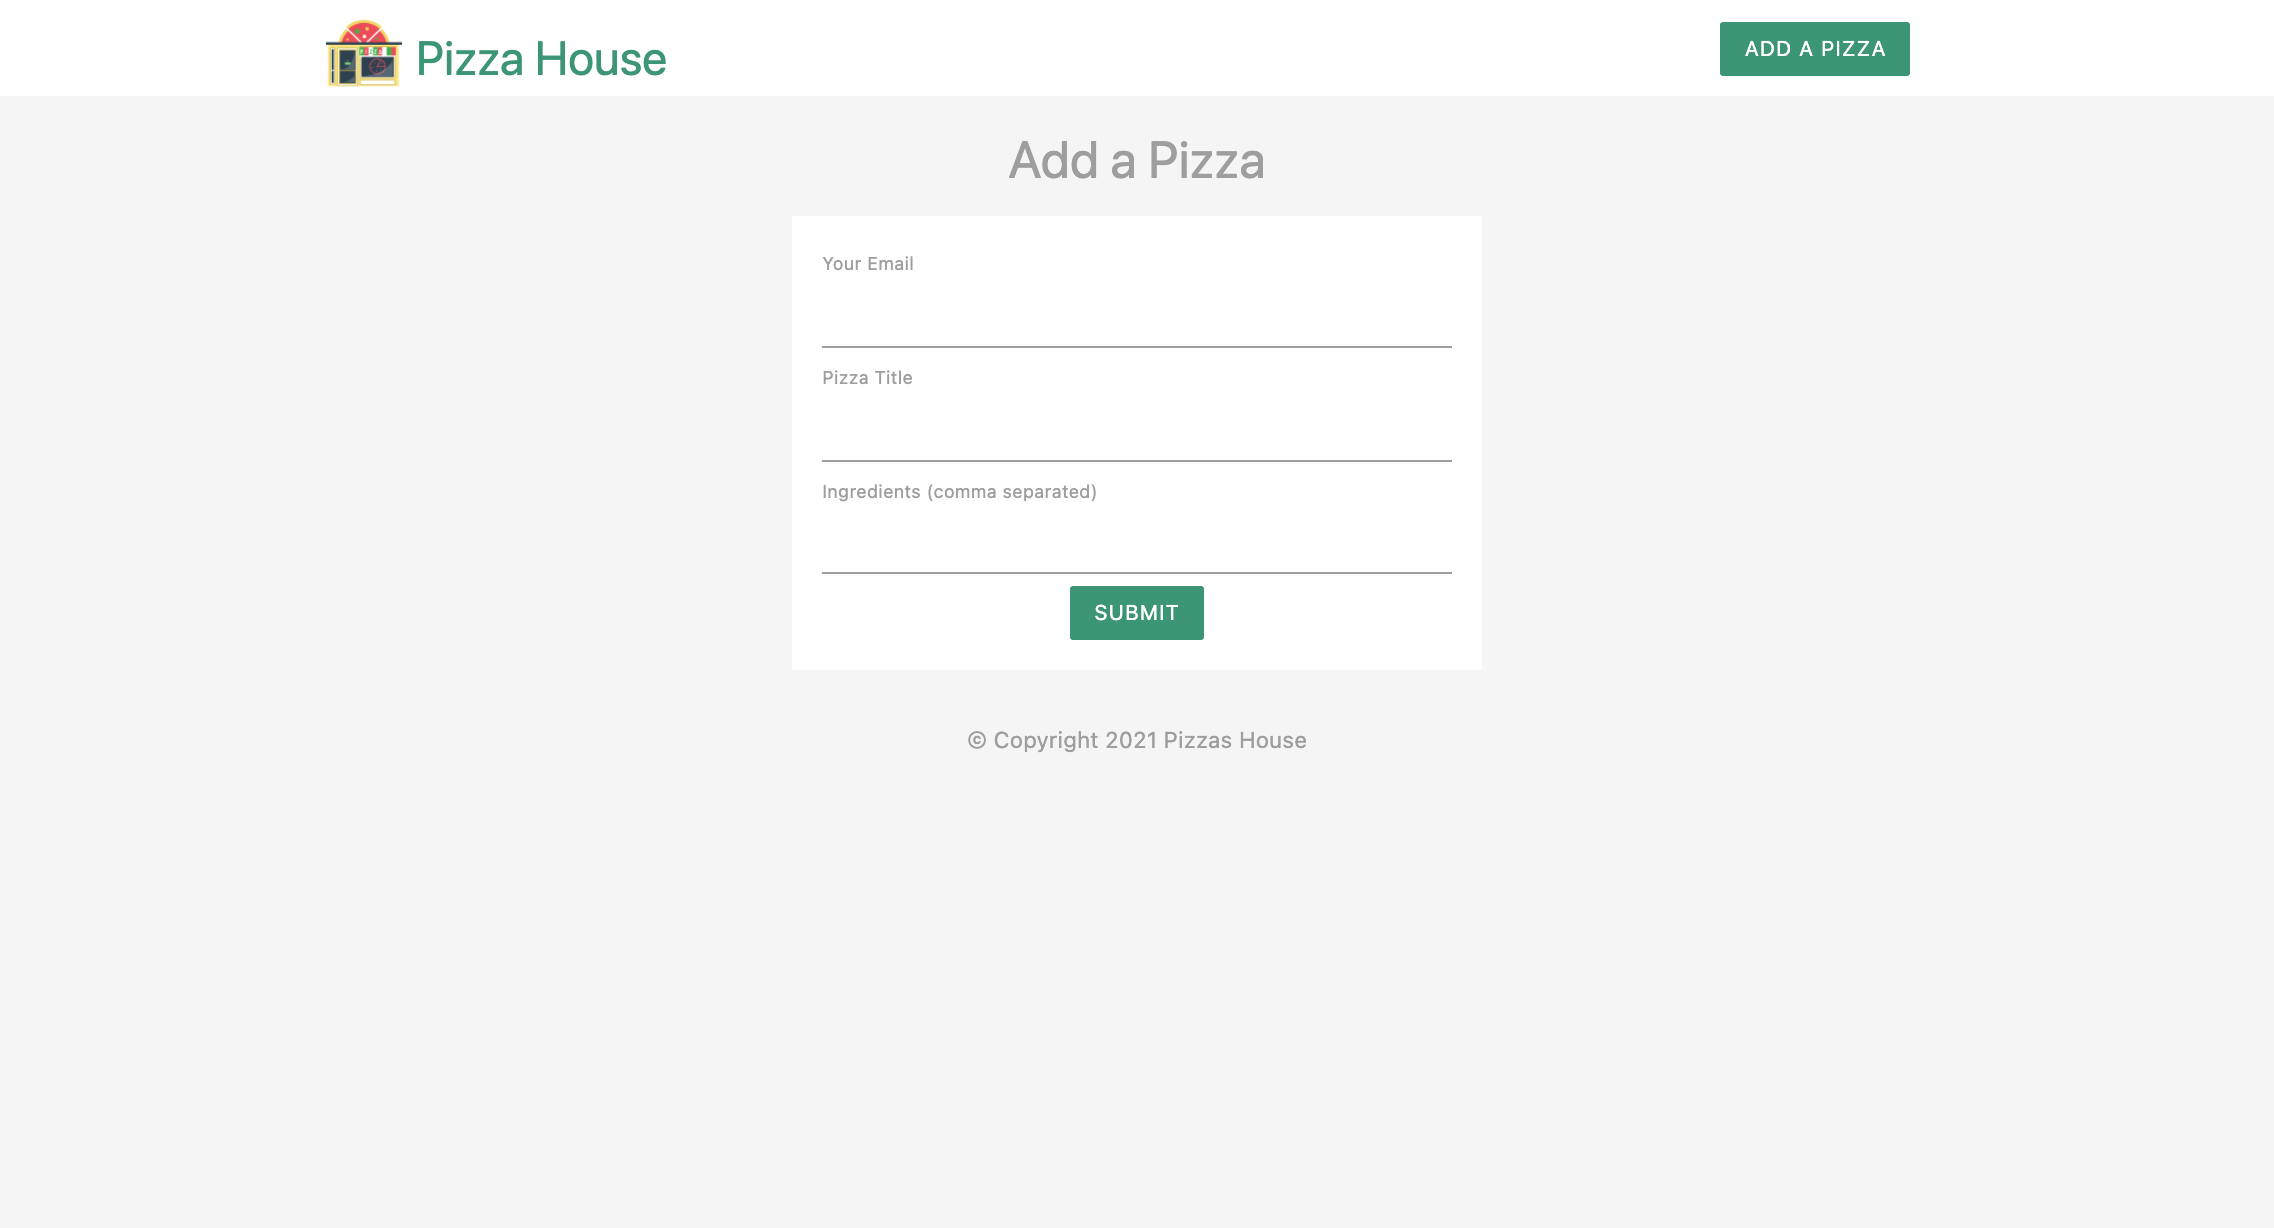 Pizza House
ADD A PIZZA
Add a Pizza
Your Email
Pizza Title
Ingredients (comma separated)
SUBMIT
© Copyright 2021 Pizzas House